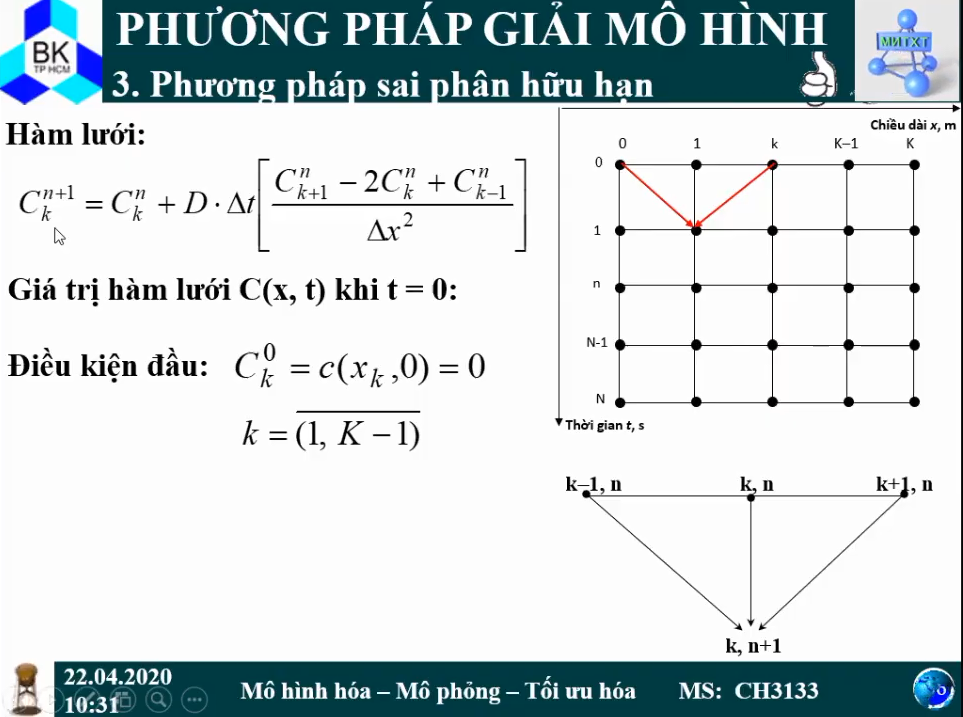 BK
TP HCM
PHƯƠNG PHÁP GIẢI MÔ HÌNH
3. Phương pháp sai phân hữu hạn
МИТХТ
Hàm lưới:
C_k^{n+1} = C_k^n + D · Δt [ (C_{k+1}^n − 2C_k^n + C_{k−1}^n) / Δx² ]
Giá trị hàm lưới C(x, t) khi t = 0:
Điều kiện đầu: C_k^0 = c(x_k, 0) = 0
k = \overline{(1, K − 1)}
Chiều dài x, m
0 1 k K–1 K
0
1
n
N-1
N
Thời gian t, s
k–1, n k, n k+1, n
k, n+1
22.04.2020
10:31
Mô hình hóa – Mô phỏng – Tối ưu hóa MS: CH3133